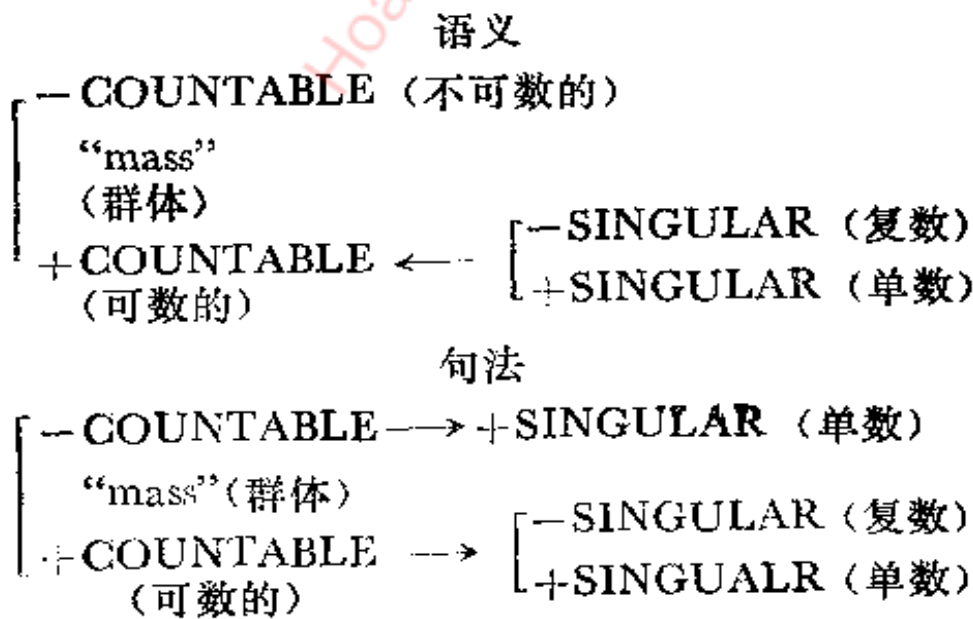 语义
－COUNTABLE（不可数的）
“mass”
（群体）
－SINGULAR（复数）
＋COUNTABLE ←－
＋SINGULAR（单数）
（可数的）
句法
－COUNTABLE－→＋SINGULAR（单数）
“mass”（群体）
－SINGULAR（复数）
＋COUNTABLE －→
＋SINGUALR（单数）
（可数的）
Hoa